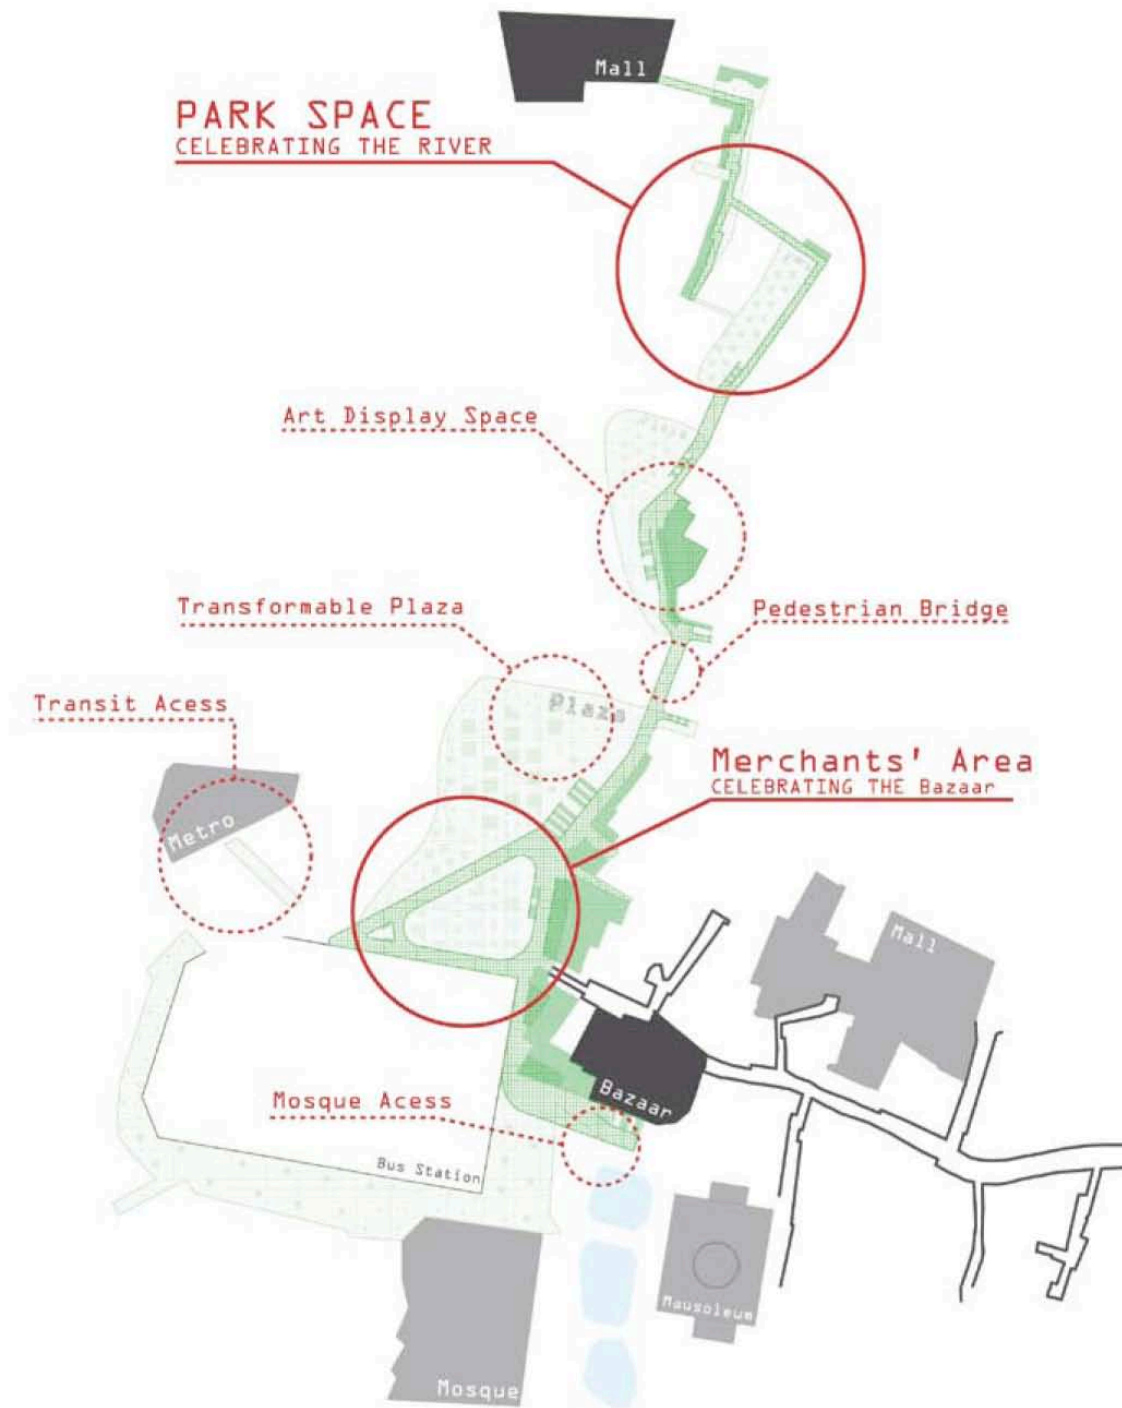 Mall
PARK SPACE
CELEBRATING THE RIVER
Art Display Space
Plaza
Transformable Plaza
Pedestrian Bridge
Transit Acess
Plaza
Merchants' Area
CELEBRATING THE Bazaar
Metro
Mall
Bazaar
Mosque Acess
Bus Station
Mausoleum
Mosque